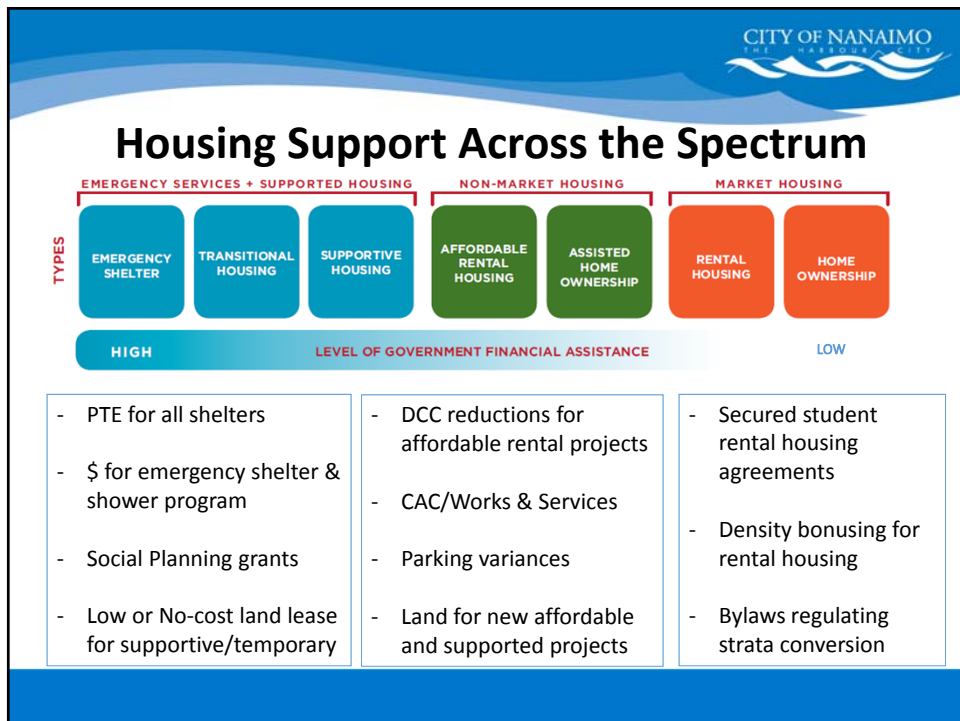 CITY OF NANAIMO
THE HARBOUR CITY
Housing Support Across the Spectrum
EMERGENCY SERVICES + SUPPORTED HOUSING
NON-MARKET HOUSING
MARKET HOUSING
TYPES
EMERGENCY
SHELTER
TRANSITIONAL
HOUSING
SUPPORTIVE
HOUSING
AFFORDABLE
RENTAL
HOUSING
ASSISTED
HOME
OWNERSHIP
RENTAL
HOUSING
HOME
OWNERSHIP
HIGH
LEVEL OF GOVERNMENT FINANCIAL ASSISTANCE
LOW
- PTE for all shelters
- $ for emergency shelter &
shower program
- Social Planning grants
- Low or No-cost land lease
for supportive/temporary
- DCC reductions for
affordable rental projects
- CAC/Works & Services
- Parking variances
- Land for new affordable
and supported projects
- Secured student
rental housing
agreements
- Density bonusing for
rental housing
- Bylaws regulating
strata conversion